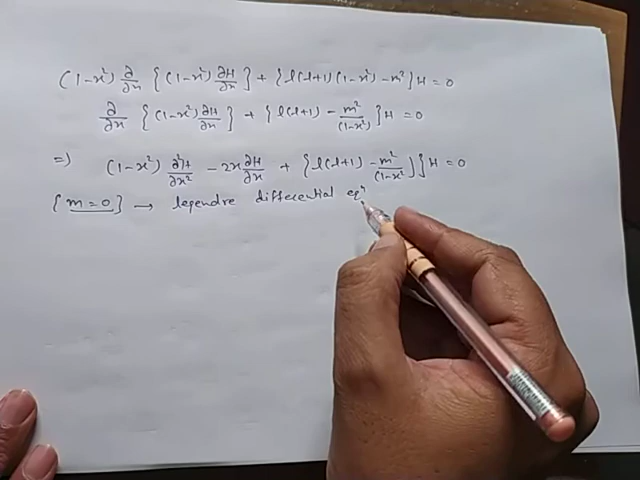 (1-x²) ∂/∂x {(1-x²) ∂H/∂x} + {l(l+1)(1-x²) - m²}H = 0
∂/∂x {(1-x²) ∂H/∂x} + {l(l+1) - m²/(1-x²)}H = 0
=) (1-x²) ∂²H/∂x² - 2x ∂H/∂x + {l(l+1) - m²/(1-x²)}H = 0
{m = 0} → legendre differential eqⁿ